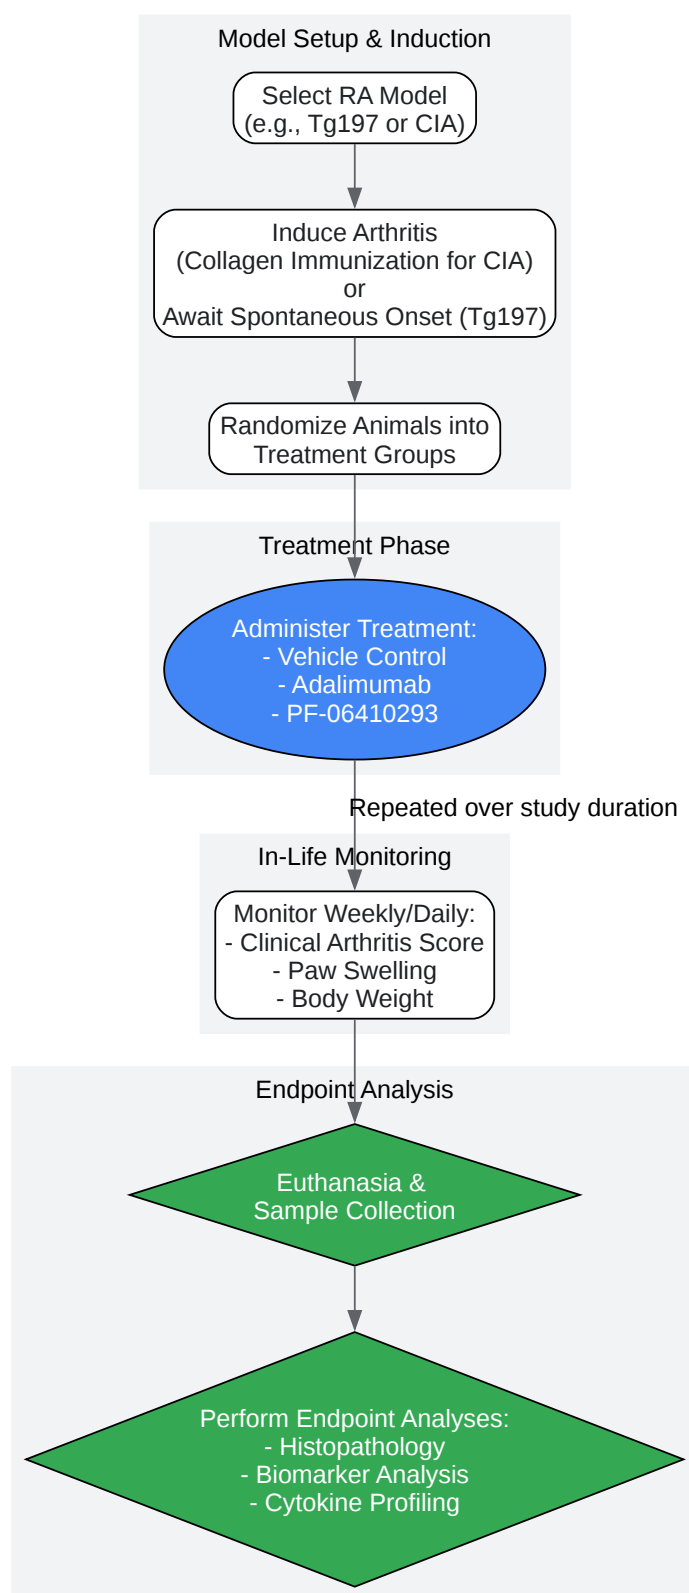 Model Setup & Induction
Select RA Model
(e.g., Tg197 or CIA)
Induce Arthritis
(Collagen Immunization for CIA)
or
Await Spontaneous Onset (Tg197)
Randomize Animals into
Treatment Groups
Treatment Phase
Administer Treatment:
- Vehicle Control
- Adalimumab
- PF-06410293
Repeated over study duration
In-Life Monitoring
Monitor Weekly/Daily:
- Clinical Arthritis Score
- Paw Swelling
- Body Weight
Endpoint Analysis
Euthanasia &
Sample Collection
Perform Endpoint Analyses:
- Histopathology
- Biomarker Analysis
- Cytokine Profiling